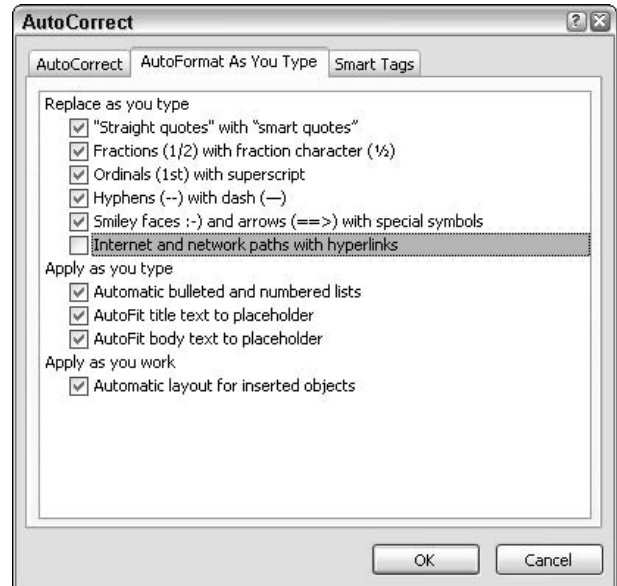 AutoCorrect
AutoCorrect AutoFormat As You Type Smart Tags
Replace as you type
"Straight quotes" with “smart quotes”
Fractions (1/2) with fraction character (½)
Ordinals (1st) with superscript
Hyphens (--) with dash (—)
Smiley faces :-) and arrows (==>) with special symbols
Internet and network paths with hyperlinks
Apply as you type
Automatic bulleted and numbered lists
AutoFit title text to placeholder
AutoFit body text to placeholder
Apply as you work
Automatic layout for inserted objects
OK Cancel